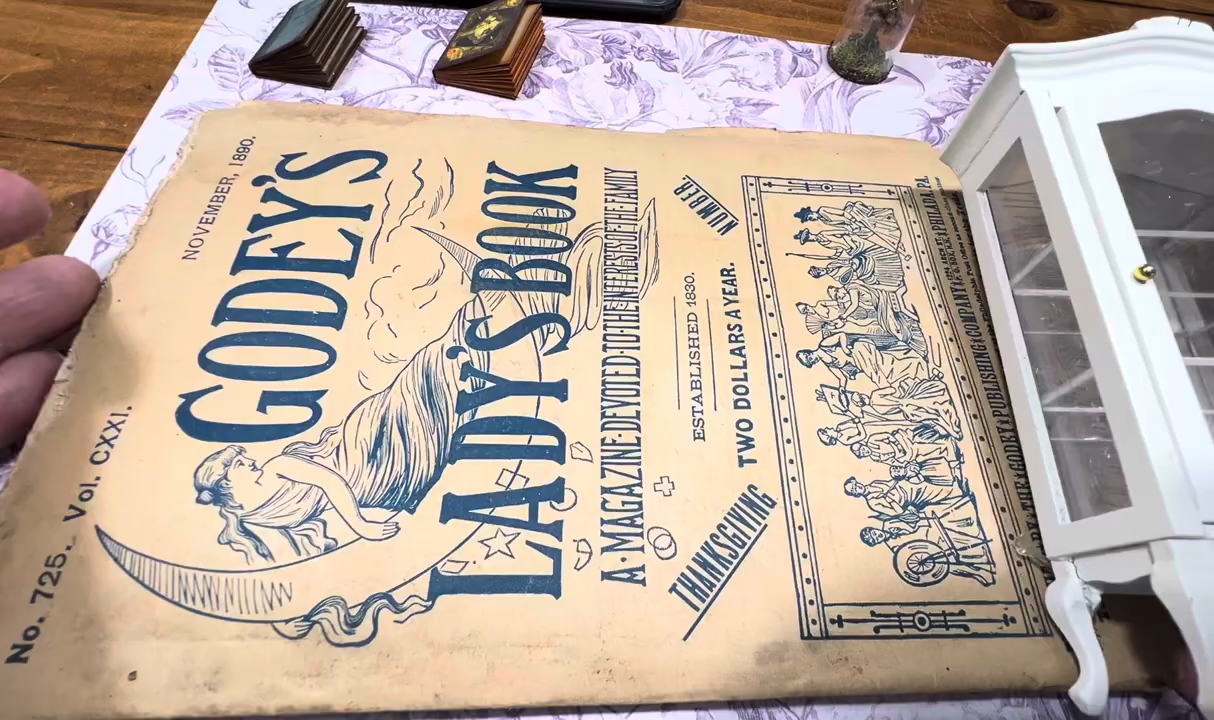 No. 725. Vol. CXXI. NOVEMBER, 1890.
GODEY'S
LADY'S BOOK
A·MAGAZINE·DEVOTED·TO·THE·INTERESTS·OF·THE·FAMILY
ESTABLISHED 1830.
THANKSGIVING NUMBER
TWO DOLLARS A YEAR.
BY·THE·GODEY·PUBLISHING·COMPANY, PHILADA. PA.